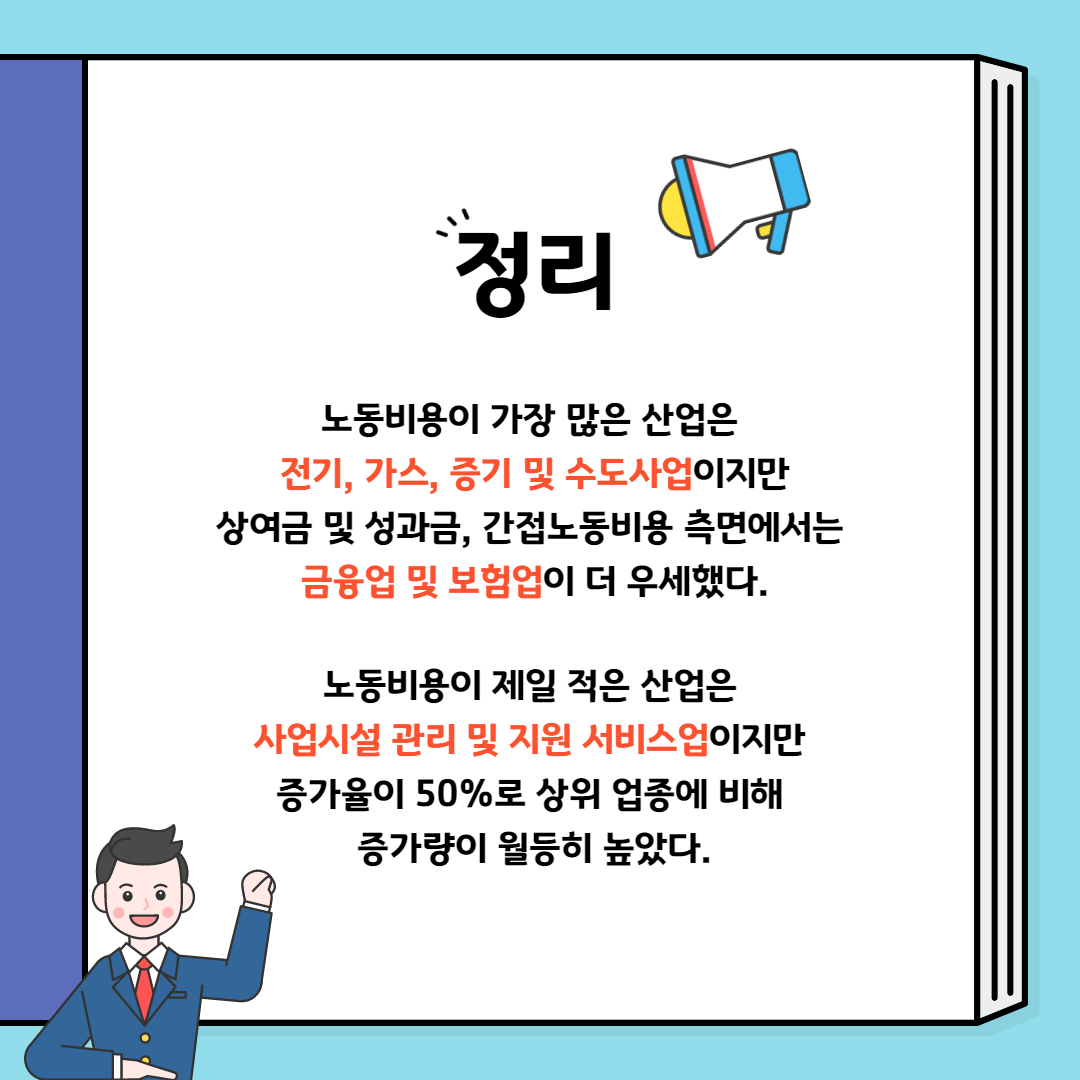 정리
노동비용이 가장 많은 산업은
전기, 가스, 증기 및 수도사업이지만
상여금 및 성과금, 간접노동비용 측면에서는
금융업 및 보험업이 더 우세했다.
노동비용이 제일 적은 산업은
사업시설 관리 및 지원 서비스업이지만
증가율이 50%로 상위 업종에 비해
증가량이 월등히 높았다.